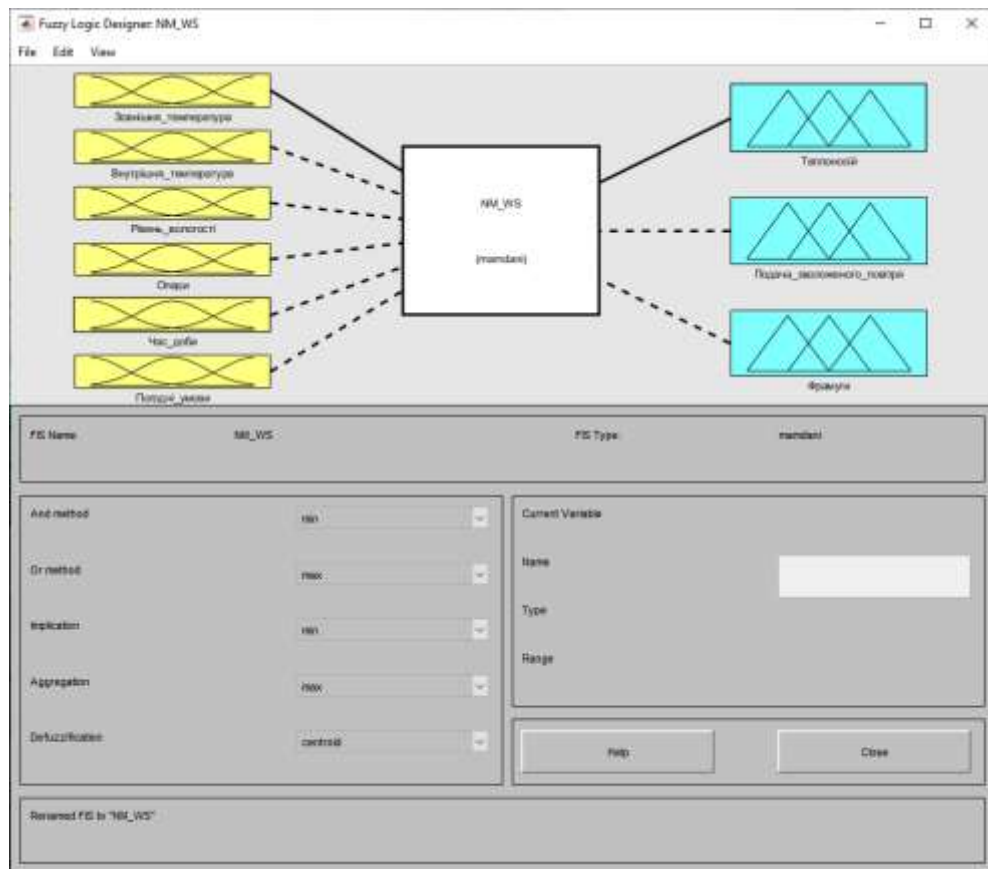 Fuzzy Logic Designer: NM_WS
File Edit View
Зовнішня_температура
Внутрішня_температура
Рівень_вологості
Опади
Час_доби
Погодні_умови
NM_WS
(mamdani)
Теплоносій
Подача_зволоженого_повітря
Фрамуги
FIS Name: NM_WS FIS Type: mamdani
And method min
Or method max
Implication min
Aggregation max
Defuzzification centroid
Current Variable
Name
Type
Range
Help Close
Renamed FIS to "NM_WS"